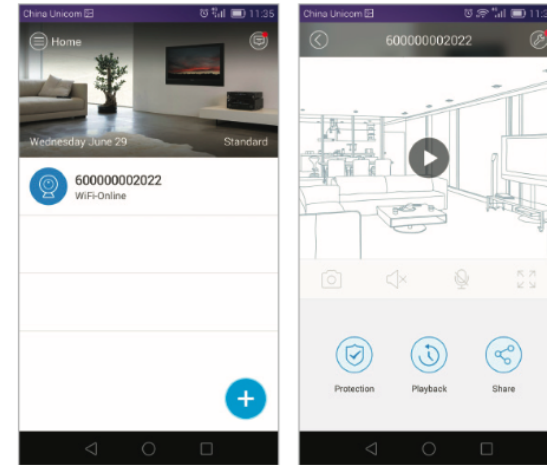 China Unicom 11:35
Home
Wednesday June 29
Standard
600000002022
WiFi-Online
China Unicom
600000002022
Protection
Playback
Share